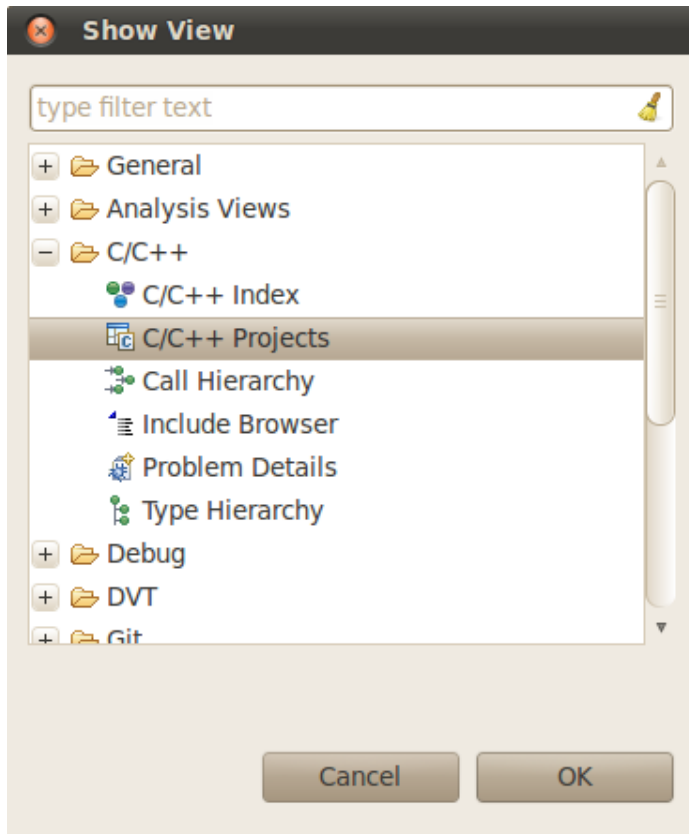 Show View
type filter text
General
Analysis Views
C/C++
C/C++ Index
C/C++ Projects
Call Hierarchy
Include Browser
Problem Details
Type Hierarchy
Debug
DVT
Git
Cancel OK